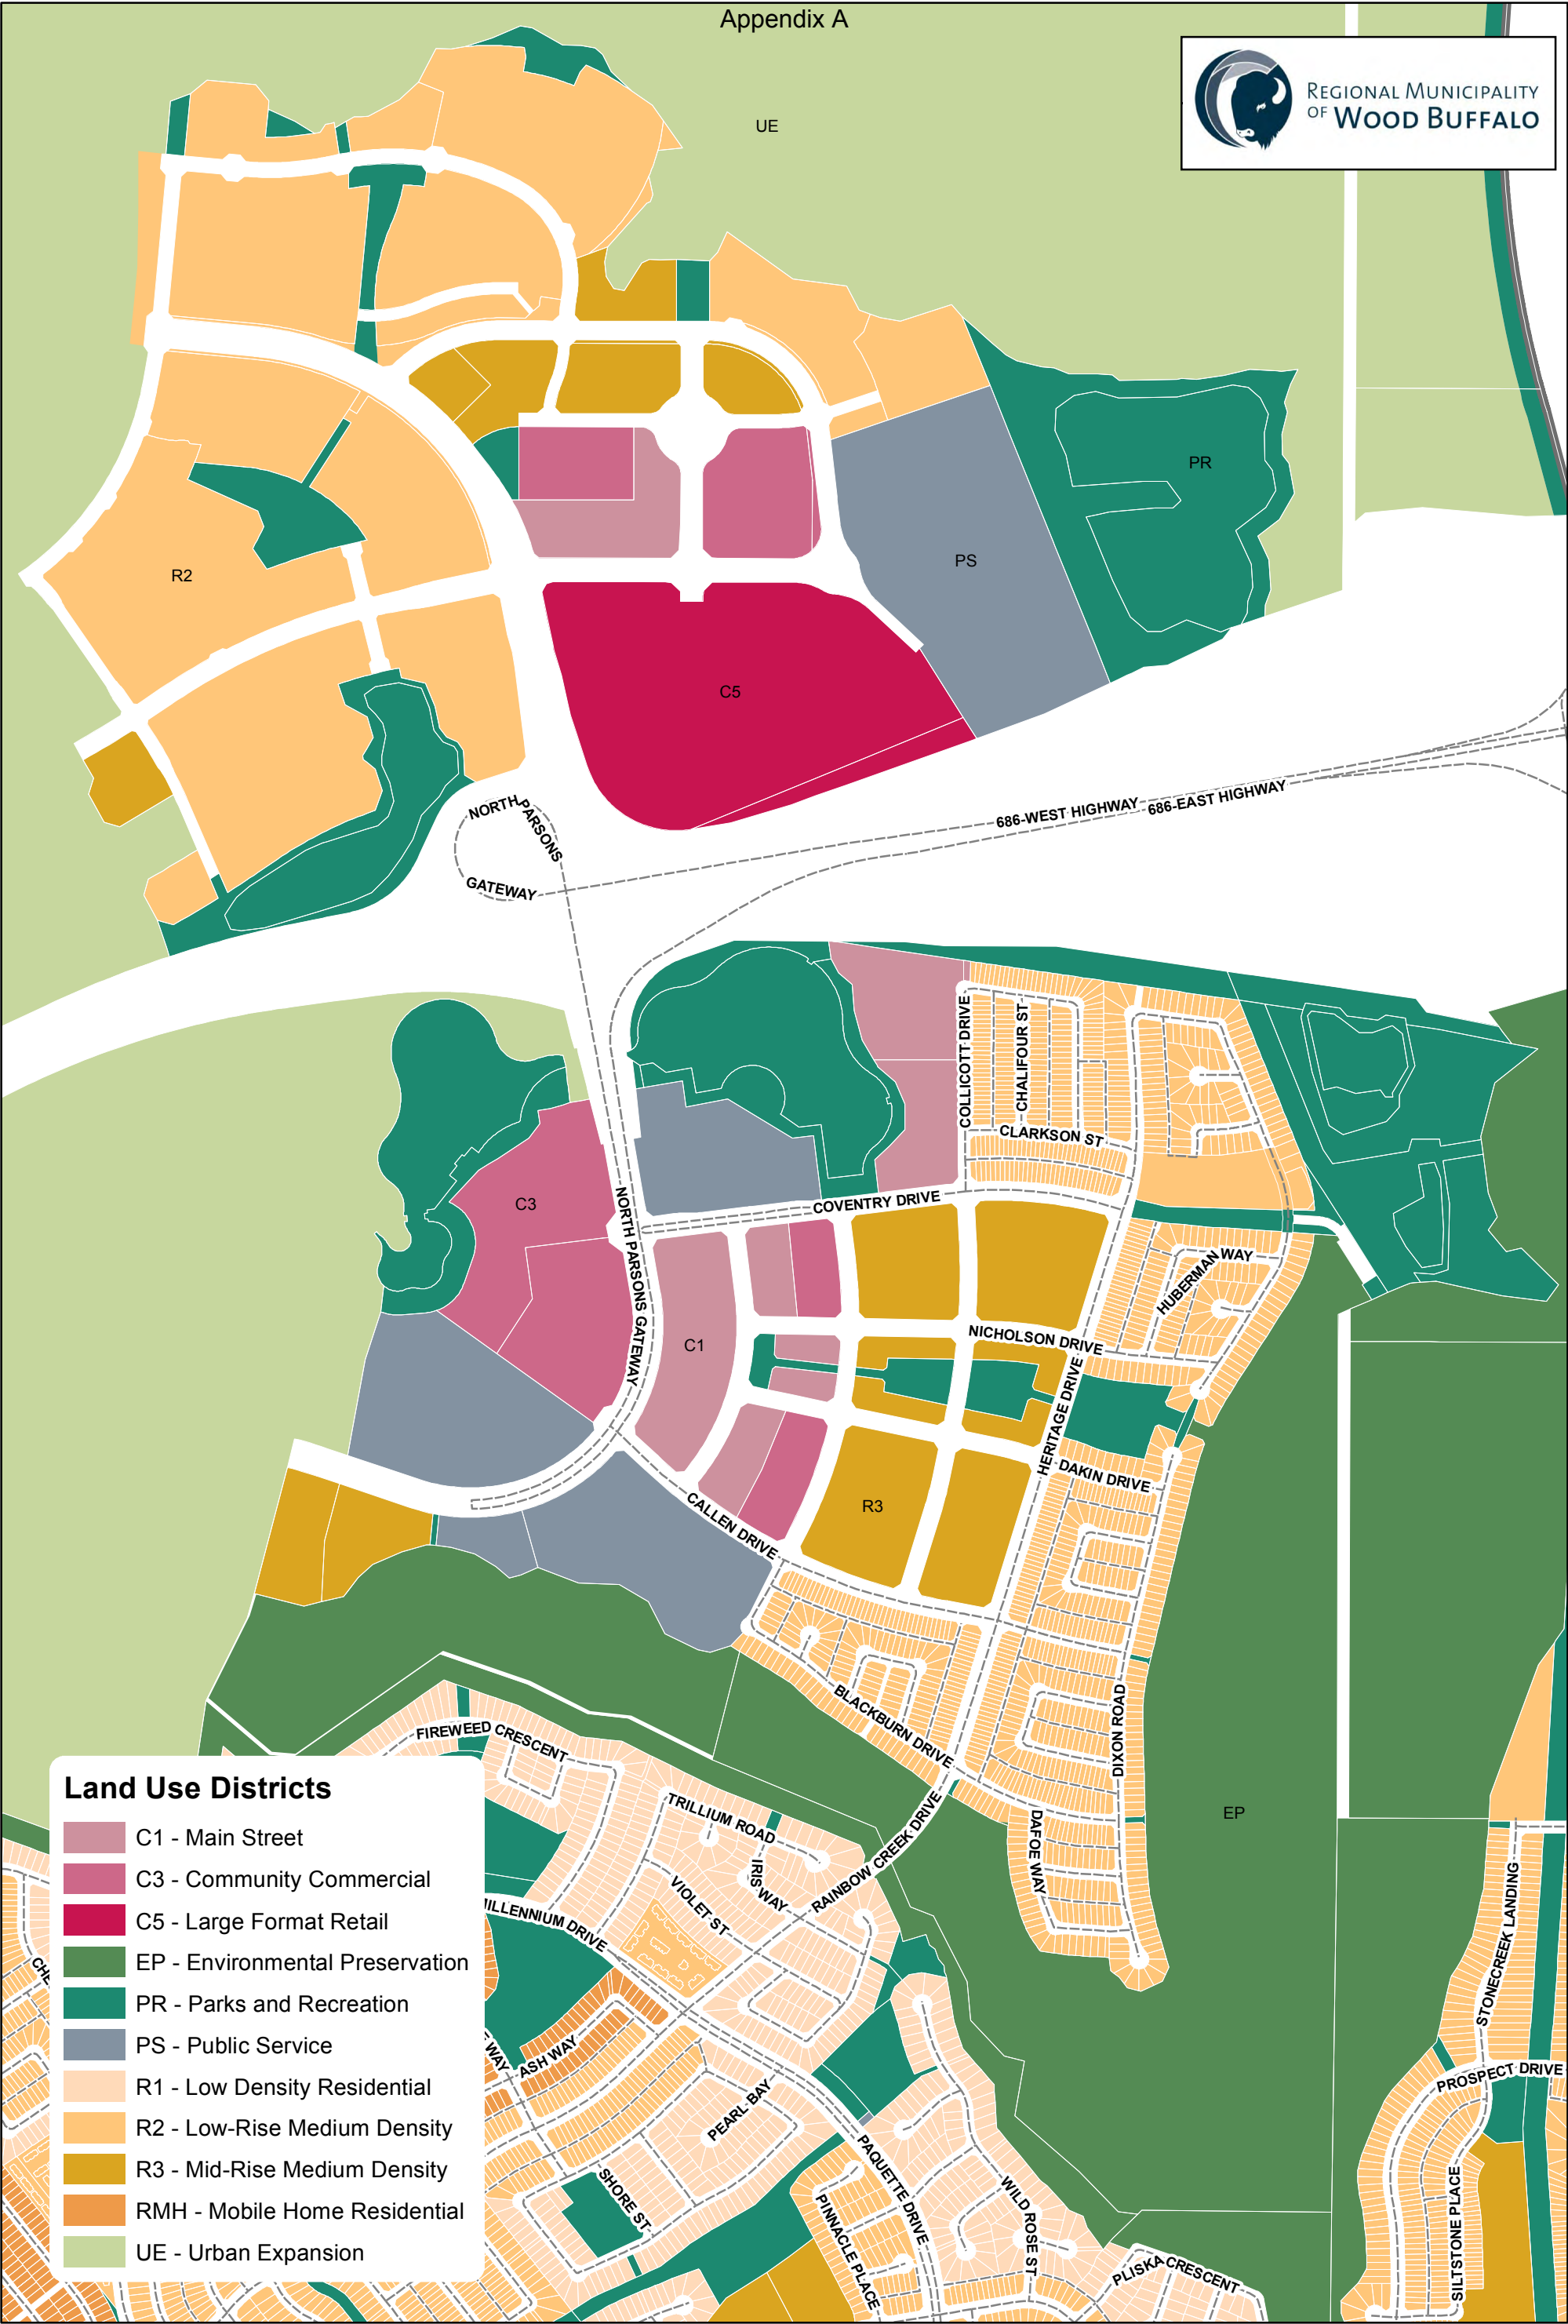 Appendix A
REGIONAL MUNICIPALITY
OF WOOD BUFFALO
UE
PR
R2
PS
C5
NORTH PARSONS
GATEWAY
686-WEST HIGHWAY
686-EAST HIGHWAY
COLLICOTT DRIVE
CHALIFOUR ST
CLARKSON ST
C3
NORTH PARSONS GATEWAY
COVENTRY DRIVE
HUBERMAN WAY
C1
NICHOLSON DRIVE
HERITAGE DRIVE
DAKIN DRIVE
R3
CALLEN DRIVE
BLACKBURN DRIVE
DIXON ROAD
FIREWEED CRESCENT
TRILLIUM ROAD
IRIS WAY
VIOLET ST
RAINBOW CREEK DRIVE
DAFOE WAY
EP
ILLENNIUM DRIVE
STONECREEK LANDING
CHE
WAY
ASH WAY
PEARL BAY
PROSPECT DRIVE
SHORE ST
PAQUETTE DRIVE
PINNACLE PLACE
WILD ROSE ST
PLISKA CRESCENT
SILTSTONE PLACE
Land Use Districts
C1 - Main Street
C3 - Community Commercial
C5 - Large Format Retail
EP - Environmental Preservation
PR - Parks and Recreation
PS - Public Service
R1 - Low Density Residential
R2 - Low-Rise Medium Density
R3 - Mid-Rise Medium Density
RMH - Mobile Home Residential
UE - Urban Expansion